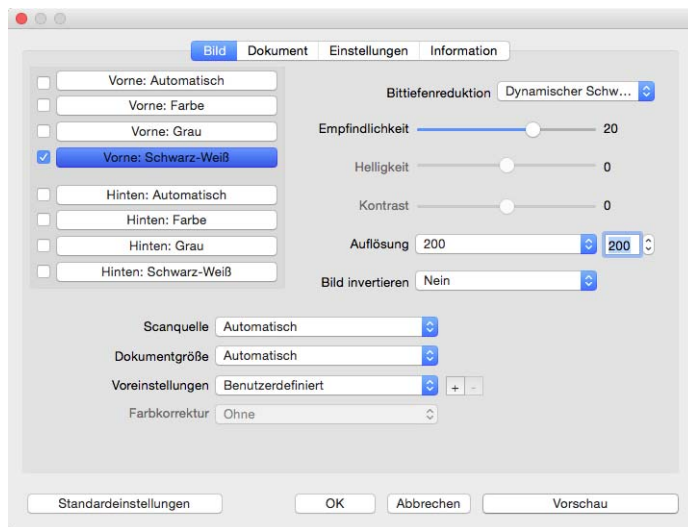 Bild Dokument Einstellungen Information
Vorne: Automatisch
Vorne: Farbe
Vorne: Grau
Vorne: Schwarz-Weiß
Hinten: Automatisch
Hinten: Farbe
Hinten: Grau
Hinten: Schwarz-Weiß
Bittiefenreduktion Dynamischer Schw...
Empfindlichkeit 20
Helligkeit 0
Kontrast 0
Auflösung 200 200
Bild invertieren Nein
Scanquelle Automatisch
Dokumentgröße Automatisch
Voreinstellungen Benutzerdefiniert + -
Farbkorrektur Ohne
Standardeinstellungen OK Abbrechen Vorschau